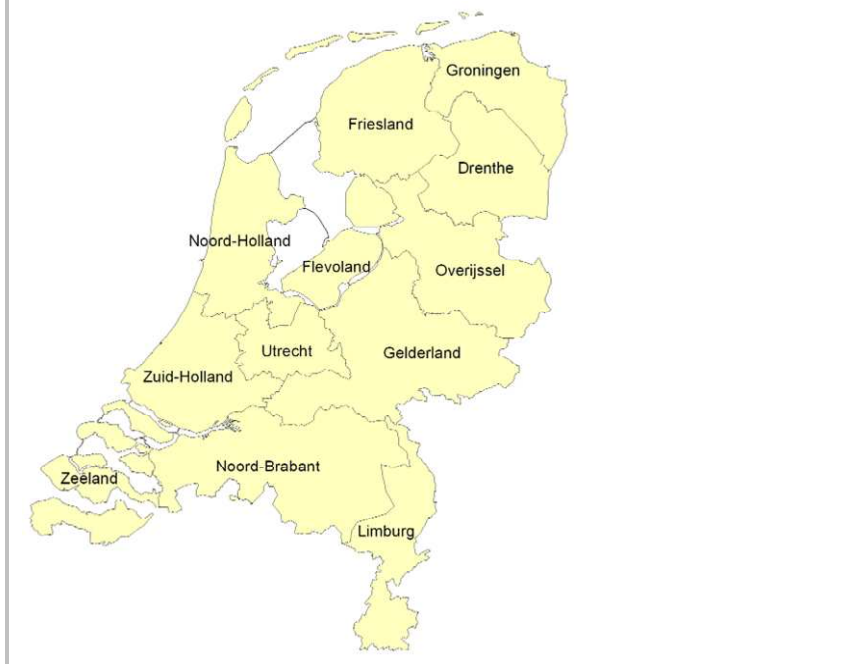 Groningen
Friesland
Drenthe
Noord-Holland
Flevoland
Overijssel
Utrecht
Gelderland
Zuid-Holland
Noord-Brabant
Zeeland
Limburg